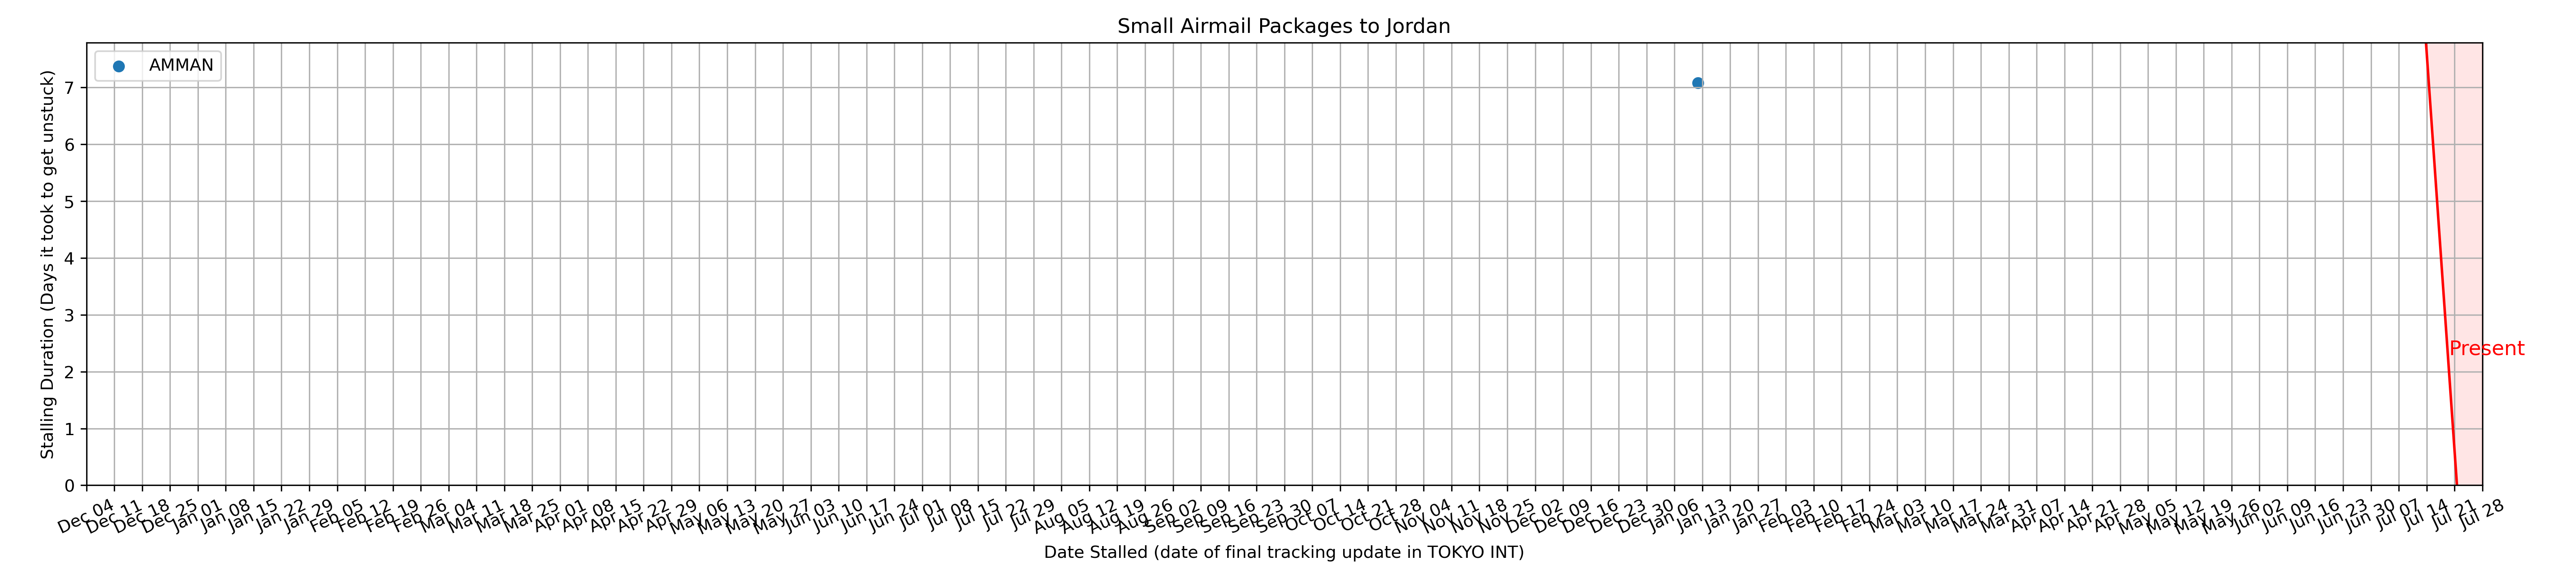 Small Airmail Packages to Jordan
AMMAN
Stalling Duration (Days it took to get unstuck)
7
6
5
4
3
2
1
0
Present
Dec 04 Dec 11 Dec 18 Dec 25 Jan 01 Jan 08 Jan 15 Jan 22 Jan 29 Feb 05 Feb 12 Feb 19 Feb 26 Mar 04 Mar 11 Mar 18 Mar 25 Apr 01 Apr 08 Apr 15 Apr 22 Apr 29 May 06 May 13 May 20 May 27 Jun 03 Jun 10 Jun 17 Jun 24 Jul 01 Jul 08 Jul 15 Jul 22 Jul 29 Aug 05 Aug 12 Aug 19 Aug 26 Sep 02 Sep 09 Sep 16 Sep 23 Sep 30 Oct 07 Oct 14 Oct 21 Oct 28 Nov 04 Nov 11 Nov 18 Nov 25 Dec 02 Dec 09 Dec 16 Dec 23 Dec 30 Jan 06 Jan 13 Jan 20 Jan 27 Feb 03 Feb 10 Feb 17 Feb 24 Mar 03 Mar 10 Mar 17 Mar 24 Mar 31 Apr 07 Apr 14 Apr 21 Apr 28 May 05 May 12 May 19 May 26 Jun 02 Jun 09 Jun 16 Jun 23 Jun 30 Jul 07 Jul 14 Jul 21 Jul 28
Date Stalled (date of final tracking update in TOKYO INT)